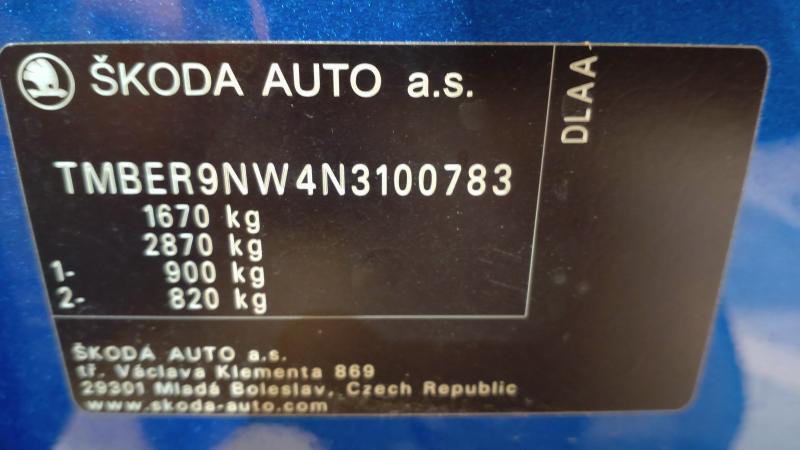 ŠKODA AUTO a.s.
DLAA
TMBER9NW4N3100783
1670 kg
2870 kg
1- 900 kg
2- 820 kg
ŠKODA AUTO a.s.
tř. Václava Klementa 869
29301 Mladá Boleslav, Czech Republic
www.skoda-auto.com